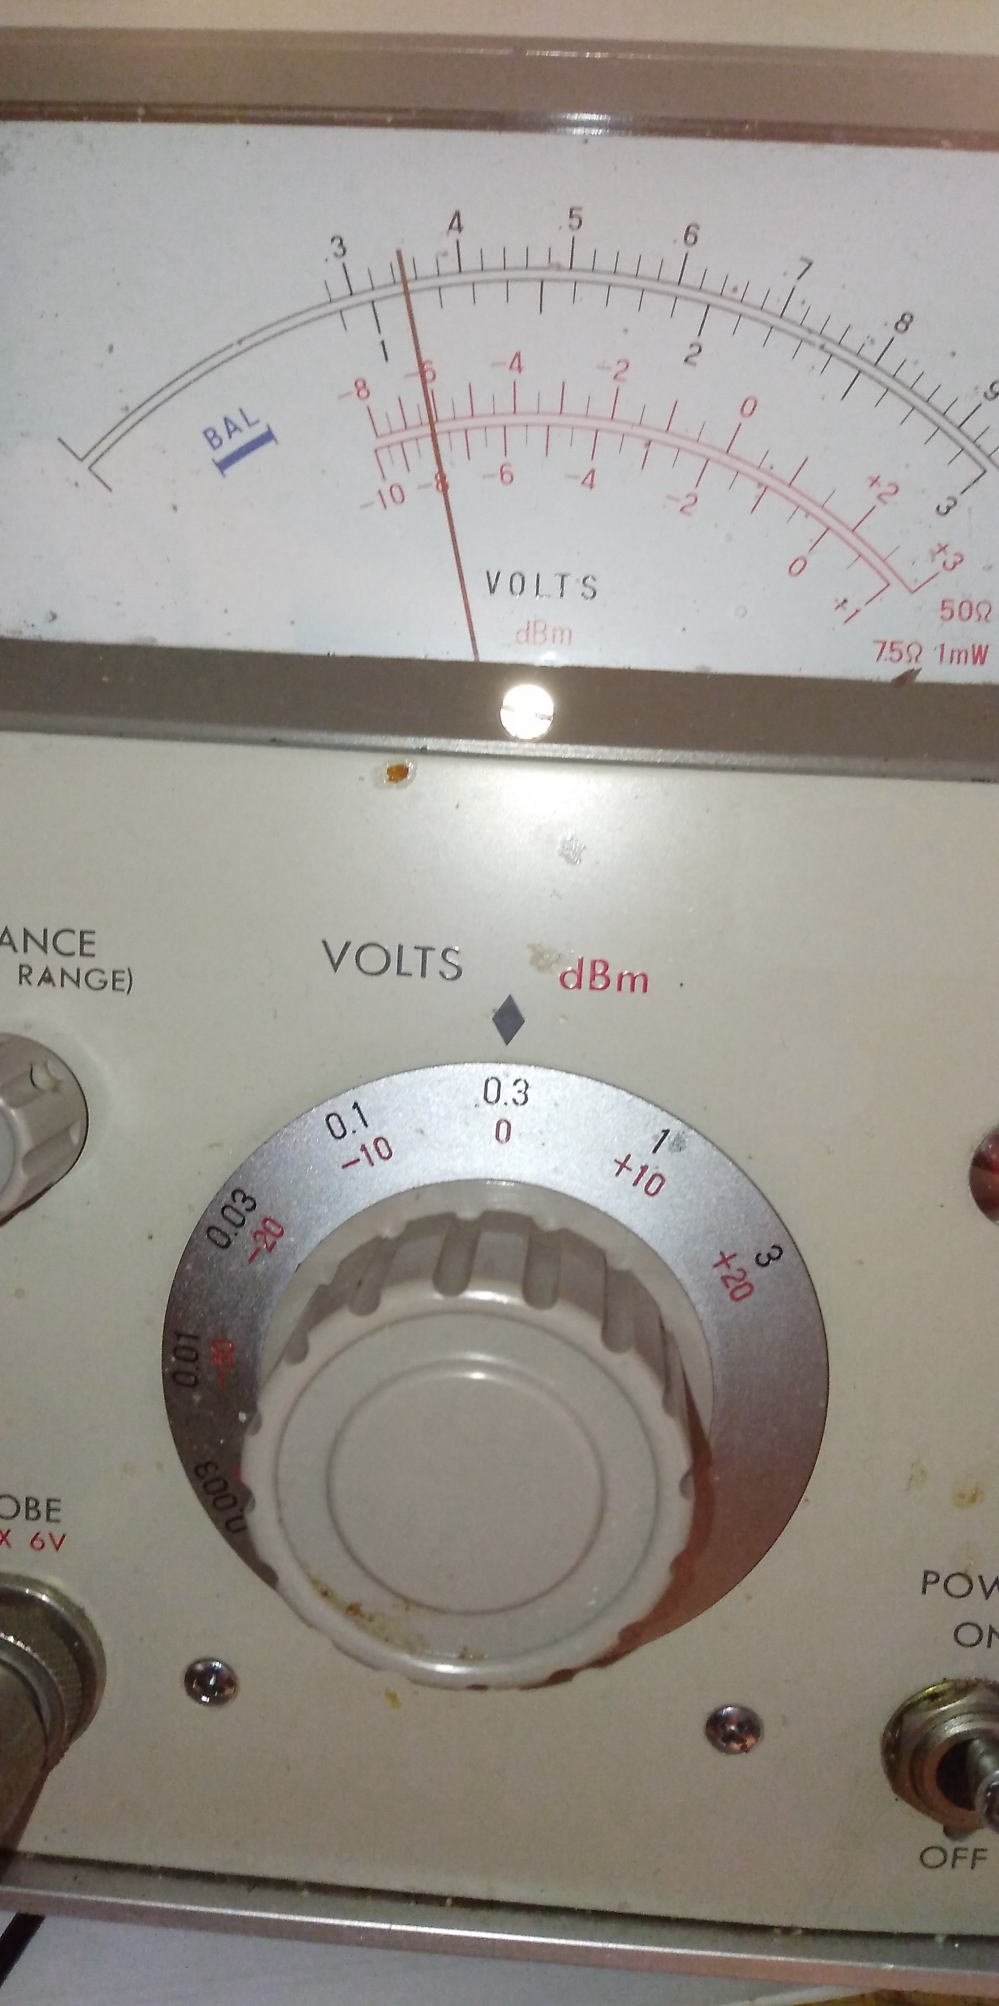 .3 .4 .5 .6 .7 .8 .9
1 2 3
-8 -6 -4 -2 0 +2 +3
-10 -8 -6 -4 -2 0 +1
BAL
VOLTS
dBm
50Ω
75Ω 1mW
ANCE
RANGE)
VOLTS dBm
0.003
0.01
0.03 -20
0.1 -10
0.3 0
1 +10
3 +20
OBE
X 6V
POW
ON
OFF